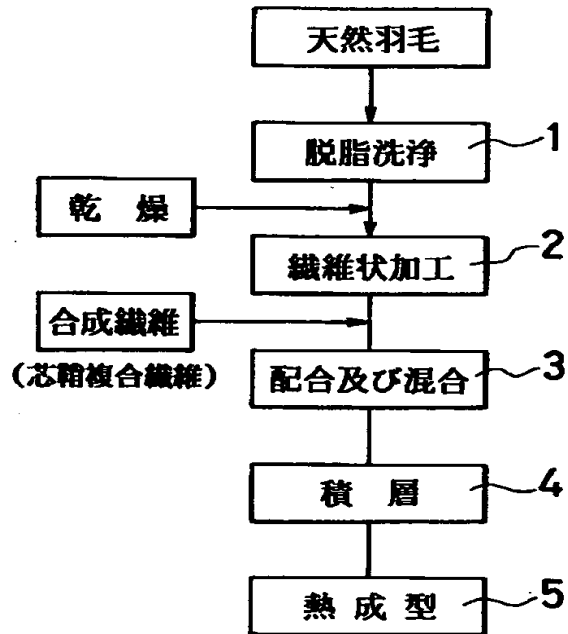 天然羽毛
脱脂洗浄
1
乾 燥
繊維状加工
2
合成繊維
(芯鞘複合繊維)
配合及び混合
3
積 層
4
熱 成 型
5